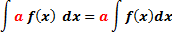 ∫ a f(x) dx = a ∫ f(x)dx